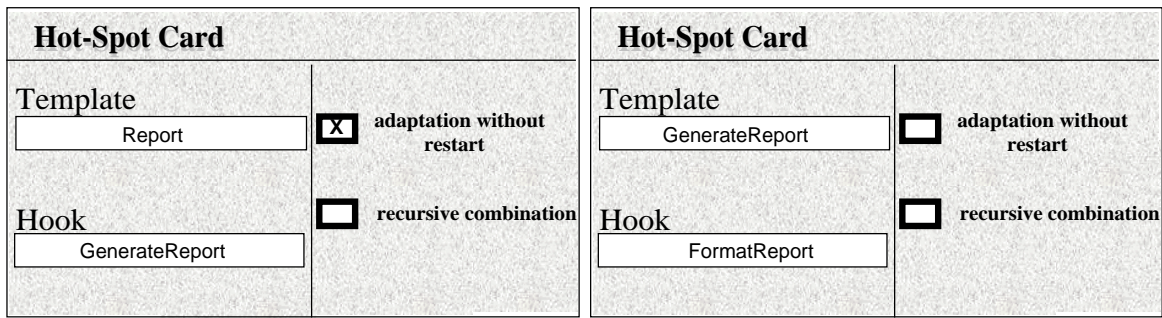 Hot-Spot Card
Template
Report
X
adaptation without
restart
Hook
GenerateReport
recursive combination
Hot-Spot Card
Template
GenerateReport
adaptation without
restart
Hook
FormatReport
recursive combination